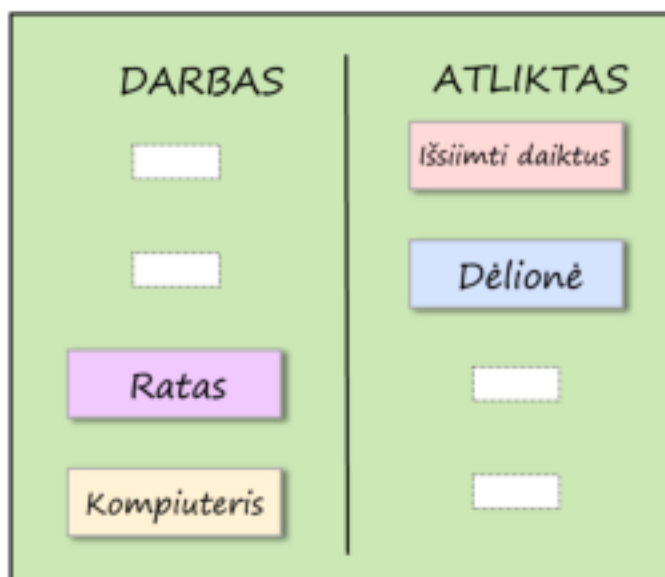 DARBAS
Ratas
Kompiuteris
ATLIKTAS
Išsiimti daiktus
Dėlionė